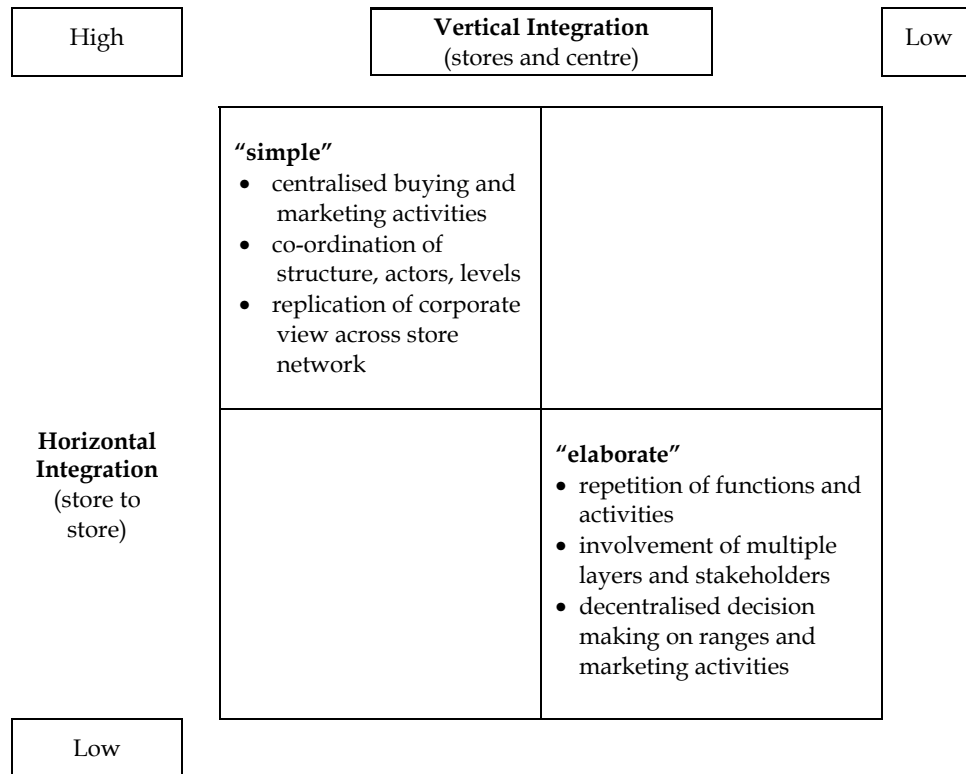 High
Vertical Integration
(stores and centre)
Low
“simple”
• centralised buying and
marketing activities
• co-ordination of
structure, actors, levels
• replication of corporate
view across store
network
Horizontal
Integration
(store to
store)
“elaborate”
• repetition of functions and
activities
• involvement of multiple
layers and stakeholders
• decentralised decision
making on ranges and
marketing activities
Low